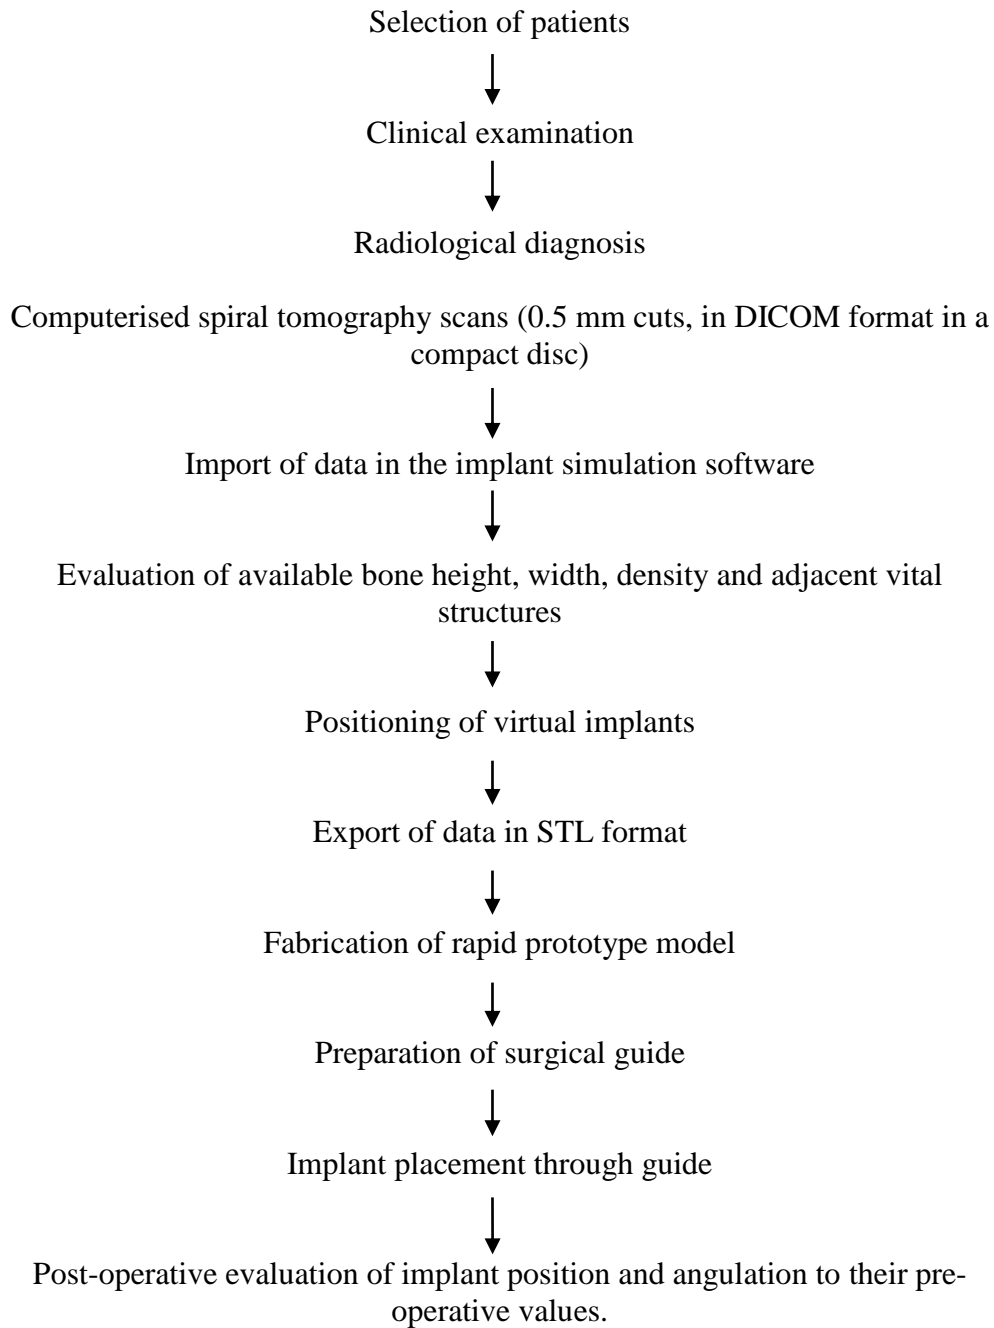 Selection of patients
Clinical examination
Radiological diagnosis
Computerised spiral tomography scans (0.5 mm cuts, in DICOM format in a
compact disc)
Import of data in the implant simulation software
Evaluation of available bone height, width, density and adjacent vital
structures
Positioning of virtual implants
Export of data in STL format
Fabrication of rapid prototype model
Preparation of surgical guide
Implant placement through guide
Post-operative evaluation of implant position and angulation to their pre-
operative values.